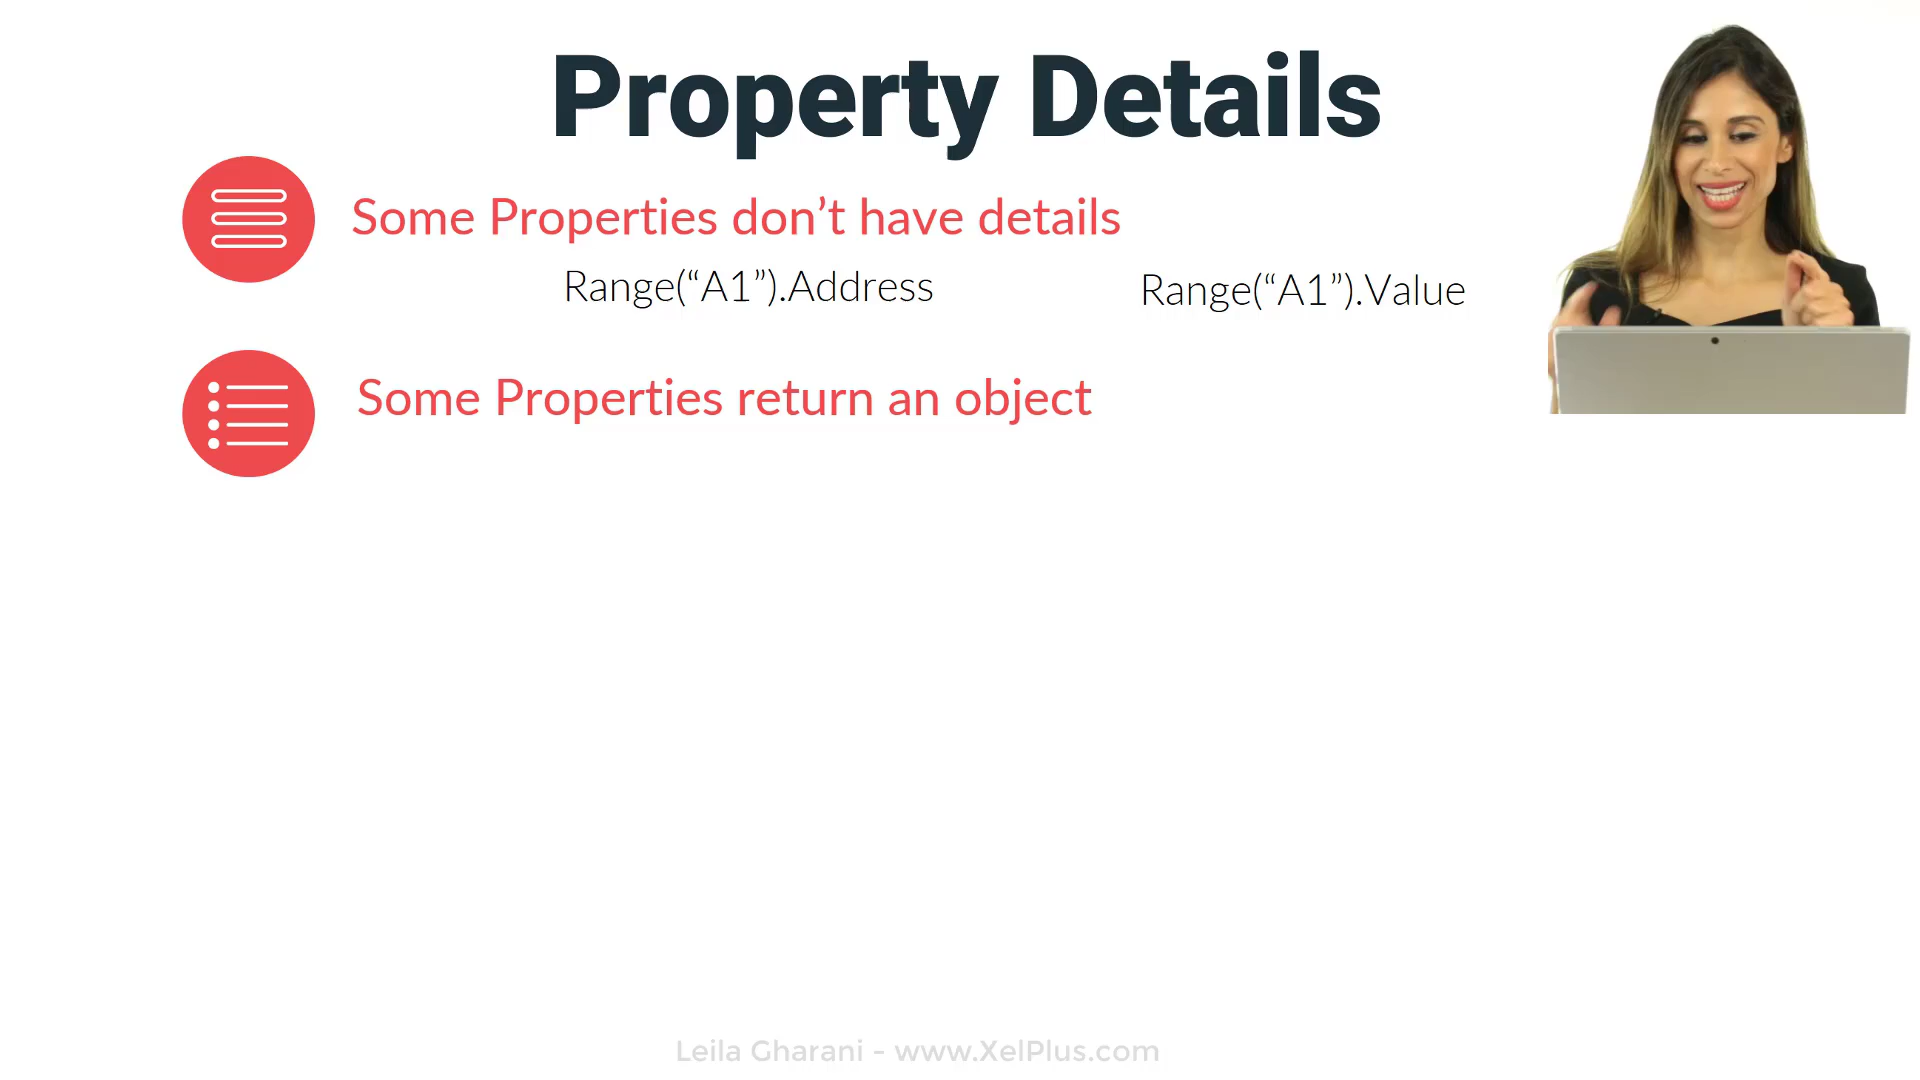 Property Details
Some Properties don’t have details
Range(“A1”).Address
Range(“A1”).Value
Some Properties return an object
Leila Gharani - www.XelPlus.com